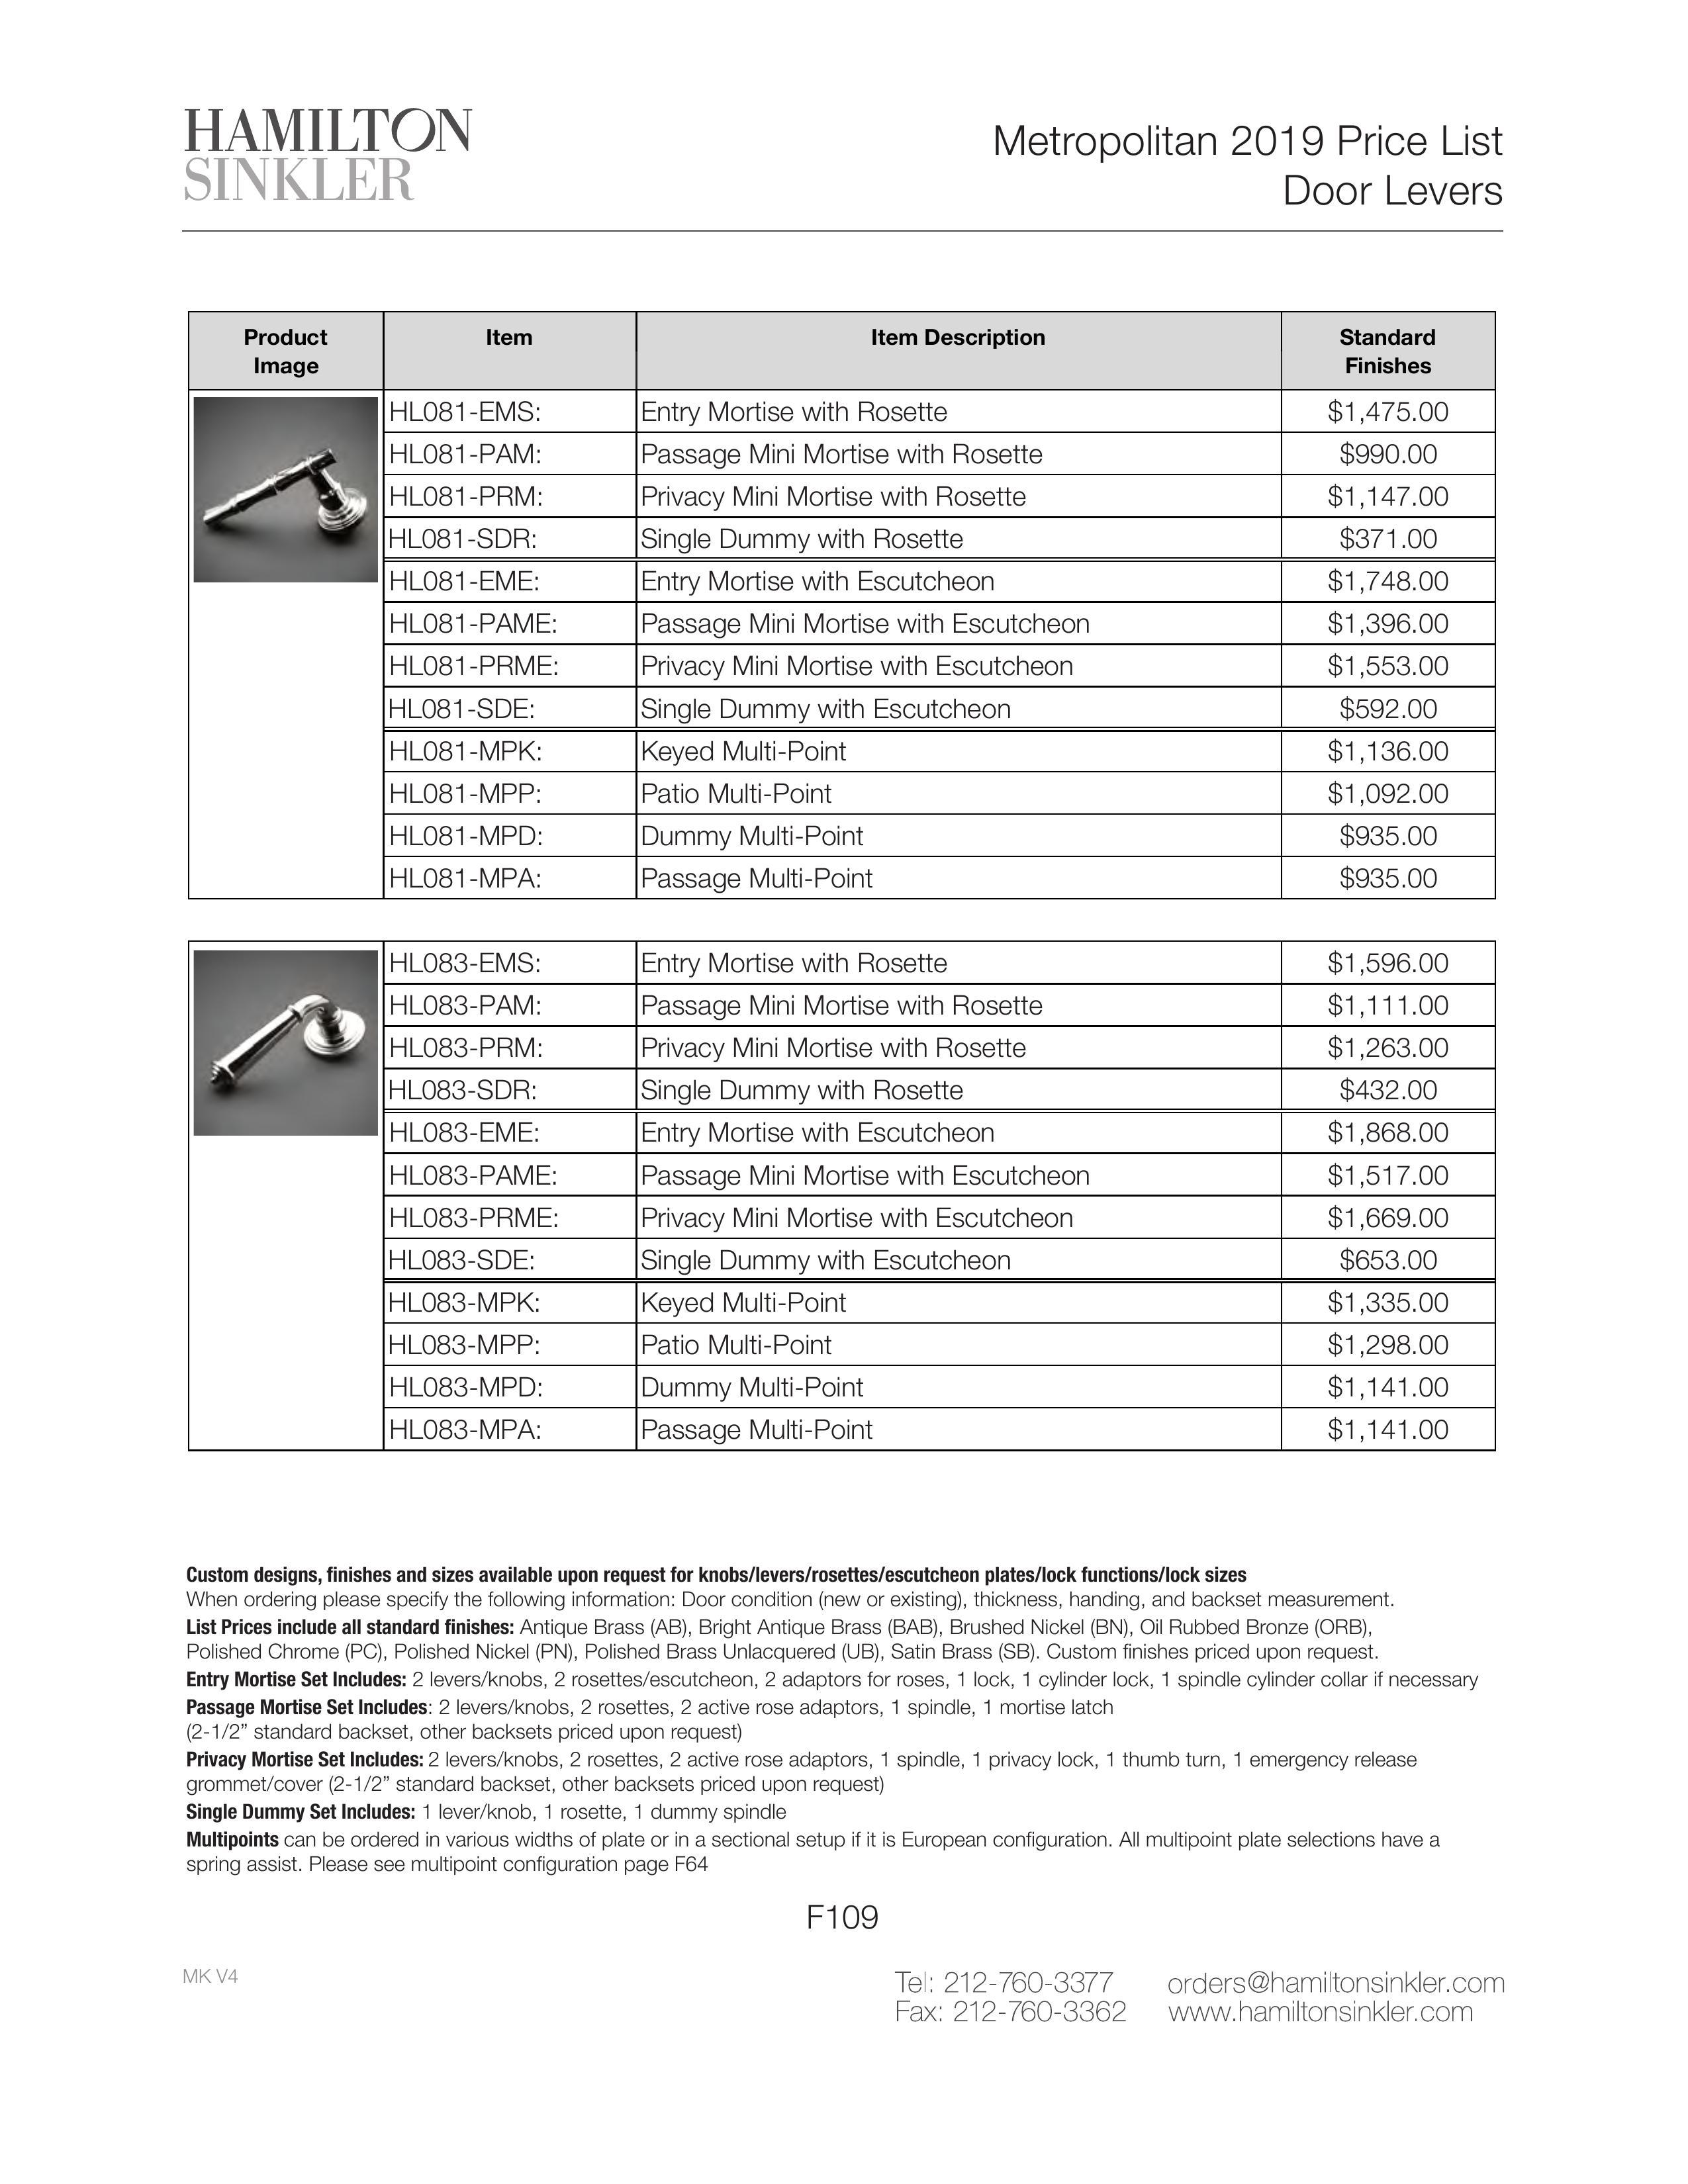 HAMILTON
SINKLER
Metropolitan 2019 Price List
Door Levers
Product Image Item Item Description Standard Finishes
HL081-EMS: Entry Mortise with Rosette $1,475.00
HL081-PAM: Passage Mini Mortise with Rosette $990.00
HL081-PRM: Privacy Mini Mortise with Rosette $1,147.00
HL081-SDR: Single Dummy with Rosette $371.00
HL081-EME: Entry Mortise with Escutcheon $1,748.00
HL081-PAME: Passage Mini Mortise with Escutcheon $1,396.00
HL081-PRME: Privacy Mini Mortise with Escutcheon $1,553.00
HL081-SDE: Single Dummy with Escutcheon $592.00
HL081-MPK: Keyed Multi-Point $1,136.00
HL081-MPP: Patio Multi-Point $1,092.00
HL081-MPD: Dummy Multi-Point $935.00
HL081-MPA: Passage Multi-Point $935.00
HL083-EMS: Entry Mortise with Rosette $1,596.00
HL083-PAM: Passage Mini Mortise with Rosette $1,111.00
HL083-PRM: Privacy Mini Mortise with Rosette $1,263.00
HL083-SDR: Single Dummy with Rosette $432.00
HL083-EME: Entry Mortise with Escutcheon $1,868.00
HL083-PAME: Passage Mini Mortise with Escutcheon $1,517.00
HL083-PRME: Privacy Mini Mortise with Escutcheon $1,669.00
HL083-SDE: Single Dummy with Escutcheon $653.00
HL083-MPK: Keyed Multi-Point $1,335.00
HL083-MPP: Patio Multi-Point $1,298.00
HL083-MPD: Dummy Multi-Point $1,141.00
HL083-MPA: Passage Multi-Point $1,141.00
Custom designs, finishes and sizes available upon request for knobs/levers/rosettes/escutcheon plates/lock functions/lock sizes
When ordering please specify the following information: Door condition (new or existing), thickness, handing, and backset measurement.
List Prices include all standard finishes: Antique Brass (AB), Bright Antique Brass (BAB), Brushed Nickel (BN), Oil Rubbed Bronze (ORB),
Polished Chrome (PC), Polished Nickel (PN), Polished Brass Unlacquered (UB), Satin Brass (SB). Custom finishes priced upon request.
Entry Mortise Set Includes: 2 levers/knobs, 2 rosettes/escutcheon, 2 adaptors for roses, 1 lock, 1 cylinder lock, 1 spindle cylinder collar if necessary
Passage Mortise Set Includes: 2 levers/knobs, 2 rosettes, 2 active rose adaptors, 1 spindle, 1 mortise latch
(2-1/2” standard backset, other backsets priced upon request)
Privacy Mortise Set Includes: 2 levers/knobs, 2 rosettes, 2 active rose adaptors, 1 spindle, 1 privacy lock, 1 thumb turn, 1 emergency release
grommet/cover (2-1/2” standard backset, other backsets priced upon request)
Single Dummy Set Includes: 1 lever/knob, 1 rosette, 1 dummy spindle
Multipoints can be ordered in various widths of plate or in a sectional setup if it is European configuration. All multipoint plate selections have a
spring assist. Please see multipoint configuration page F64
F109
MK V4
Tel: 212-760-3377 orders@hamiltonsinkler.com
Fax: 212-760-3362 www.hamiltonsinkler.com